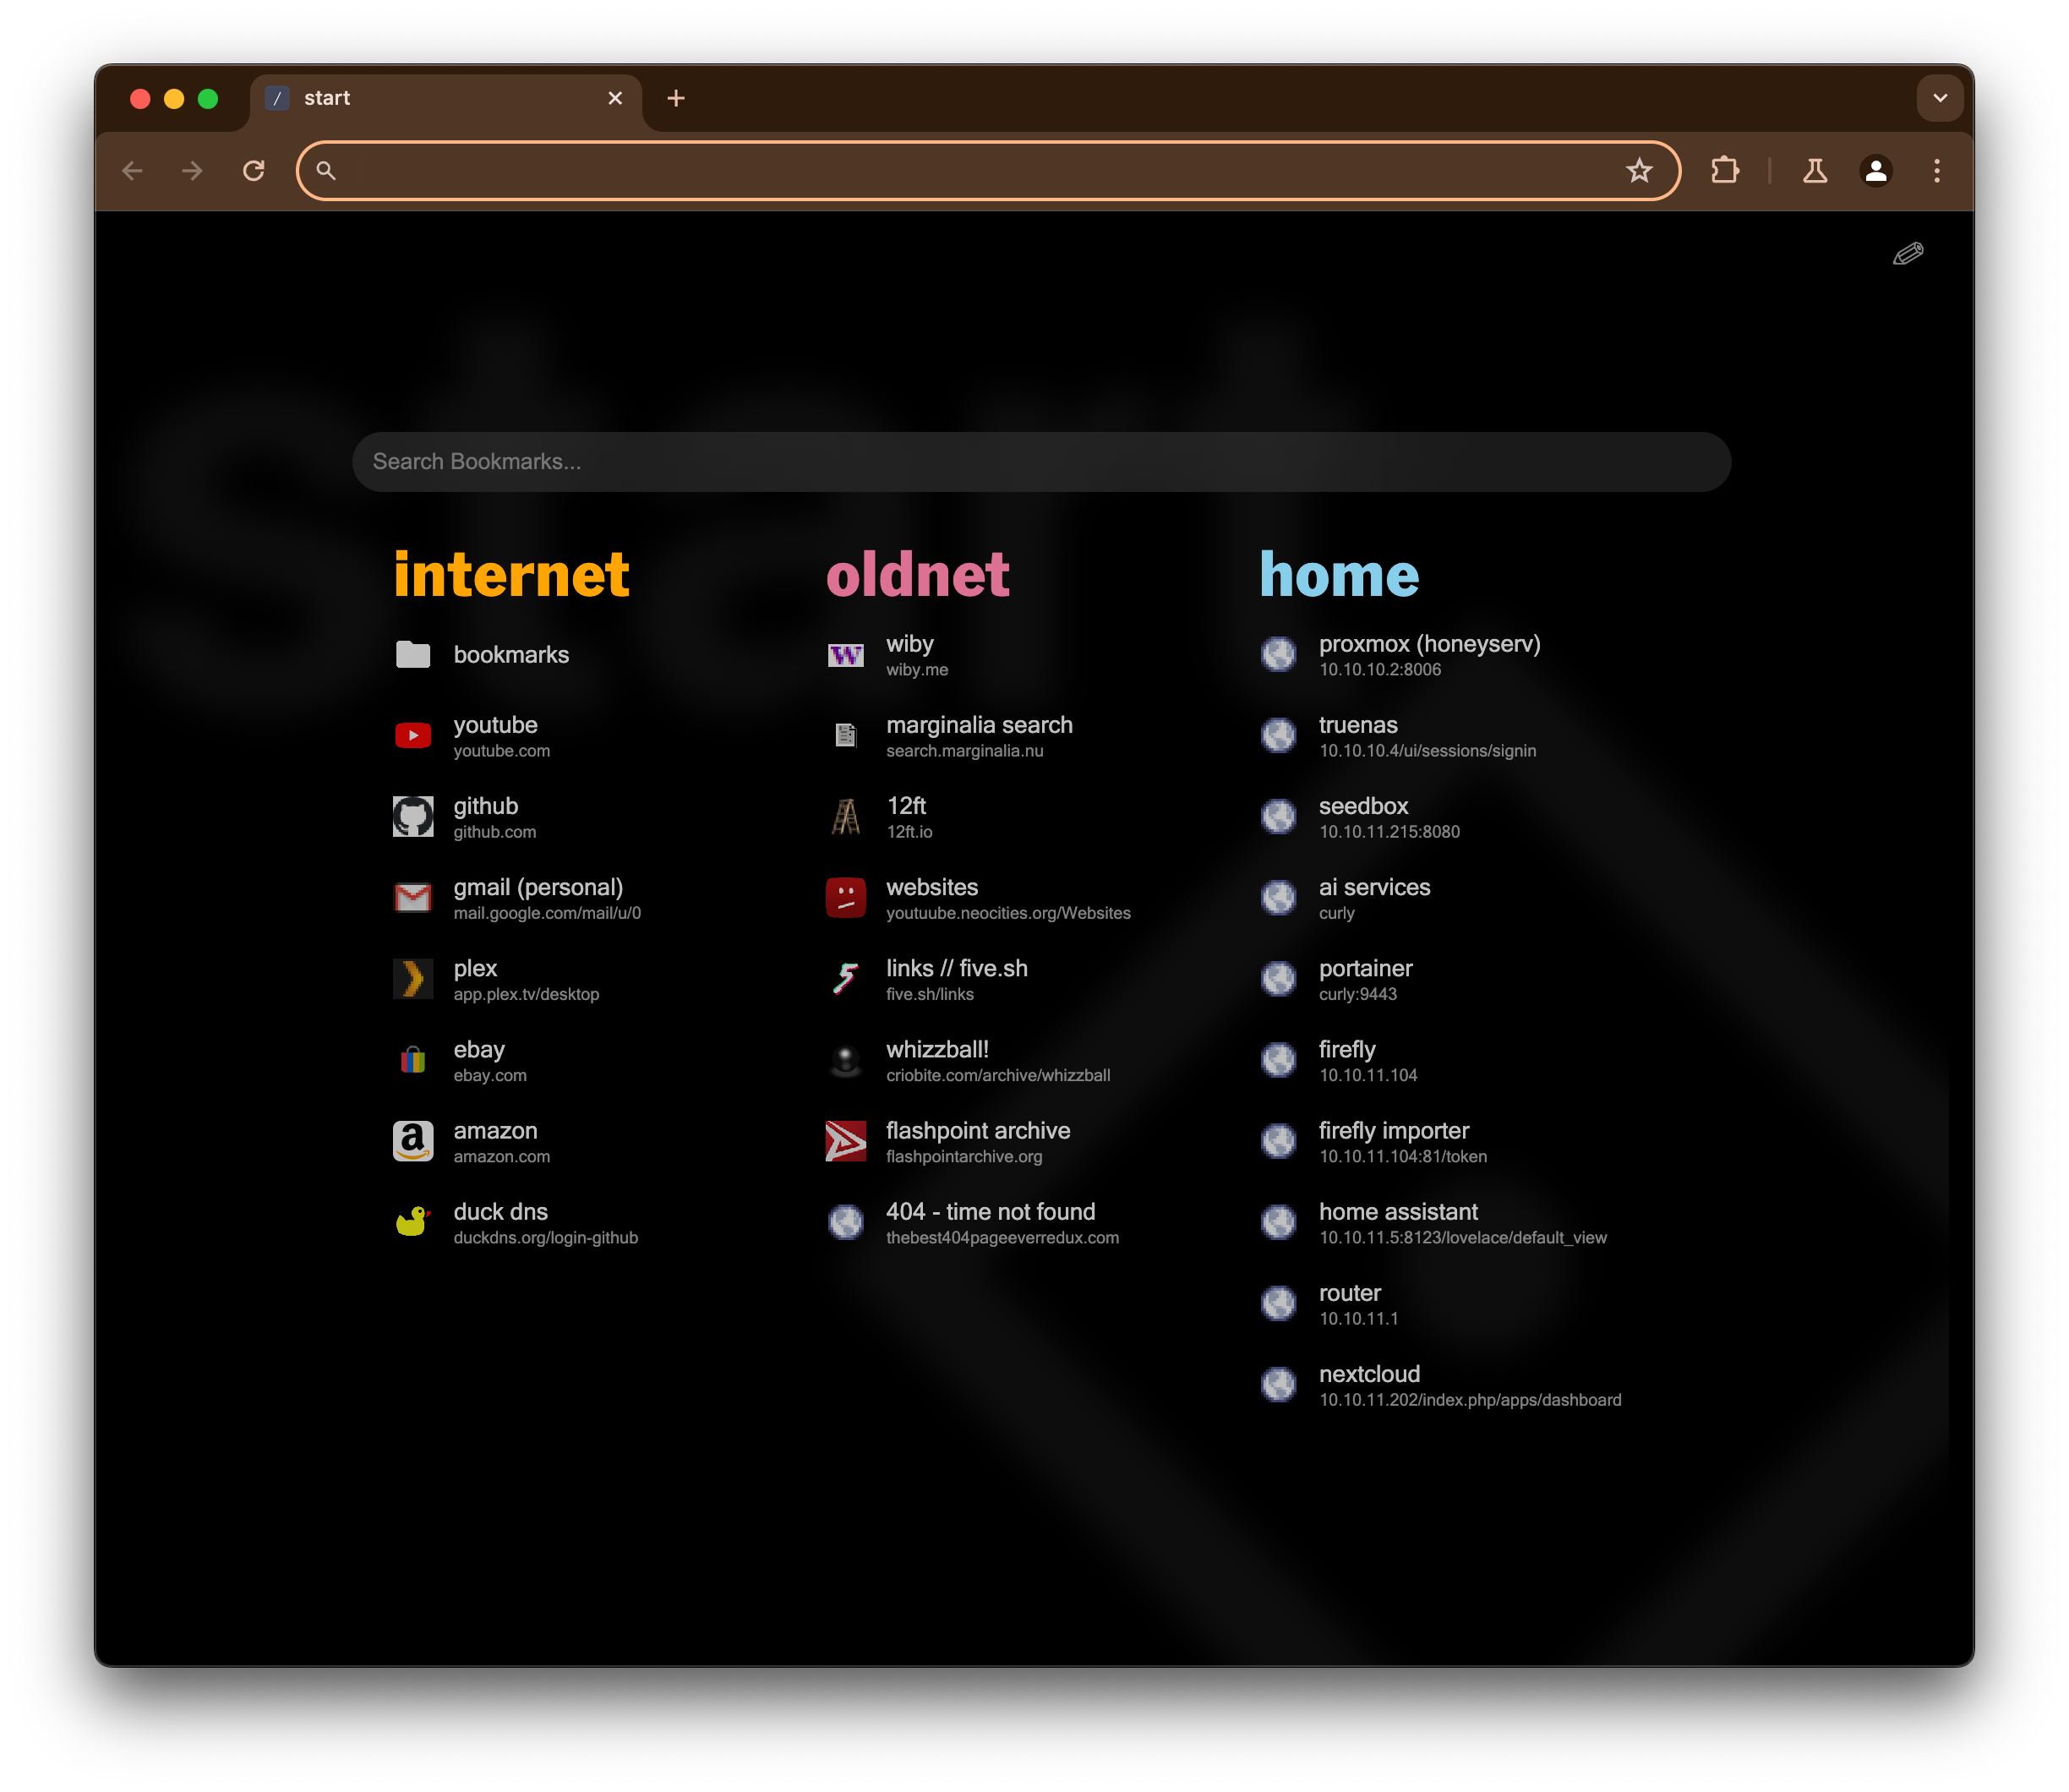 / start
Search Bookmarks...
start
internet
bookmarks
youtube
youtube.com
github
github.com
gmail (personal)
mail.google.com/mail/u/0
plex
app.plex.tv/desktop
ebay
ebay.com
amazon
amazon.com
duck dns
duckdns.org/login-github
oldnet
wiby
wiby.me
marginalia search
search.marginalia.nu
12ft
12ft.io
websites
youtuube.neocities.org/Websites
links // five.sh
five.sh/links
whizzball!
criobite.com/archive/whizzball
flashpoint archive
flashpointarchive.org
404 - time not found
thebest404pageeverredux.com
home
proxmox (honeyserv)
10.10.10.2:8006
truenas
10.10.10.4/ui/sessions/signin
seedbox
10.10.11.215:8080
ai services
curly
portainer
curly:9443
firefly
10.10.11.104
firefly importer
10.10.11.104:81/token
home assistant
10.10.11.5:8123/lovelace/default_view
router
10.10.11.1
nextcloud
10.10.11.202/index.php/apps/dashboard